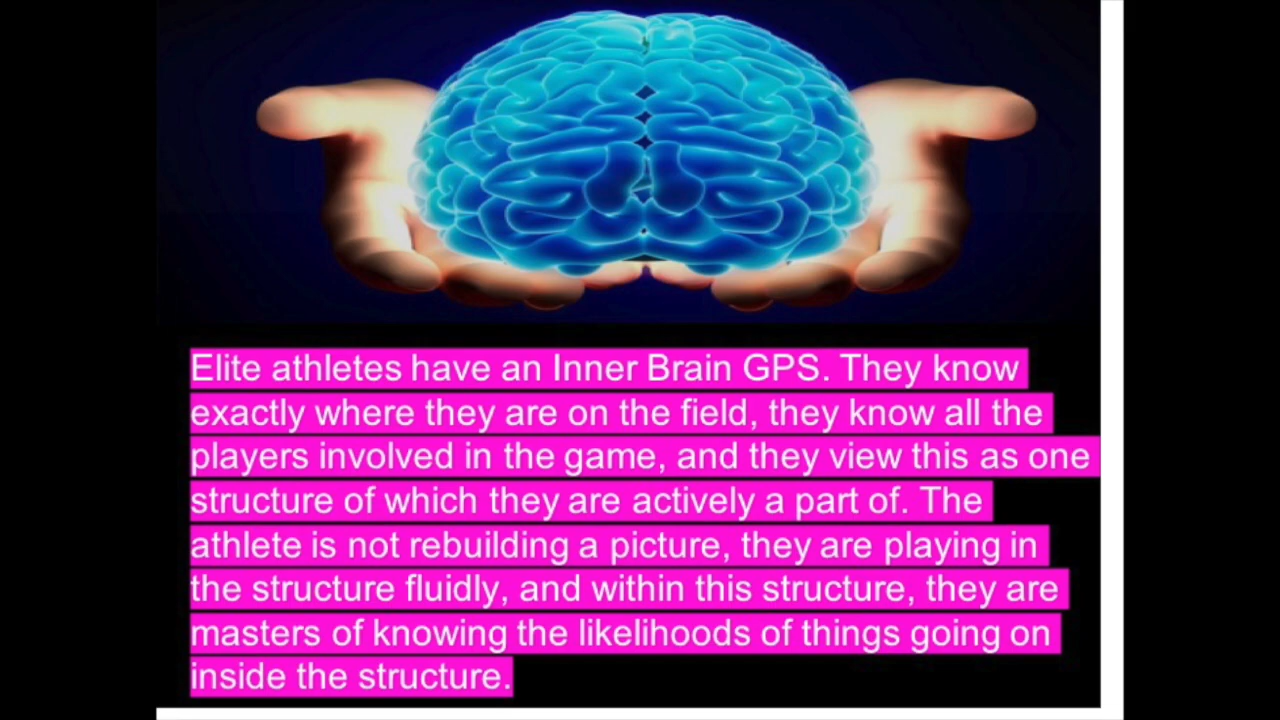 Elite athletes have an Inner Brain GPS. They know
exactly where they are on the field, they know all the
players involved in the game, and they view this as one
structure of which they are actively a part of. The
athlete is not rebuilding a picture, they are playing in
the structure fluidly, and within this structure, they are
masters of knowing the likelihoods of things going on
inside the structure.